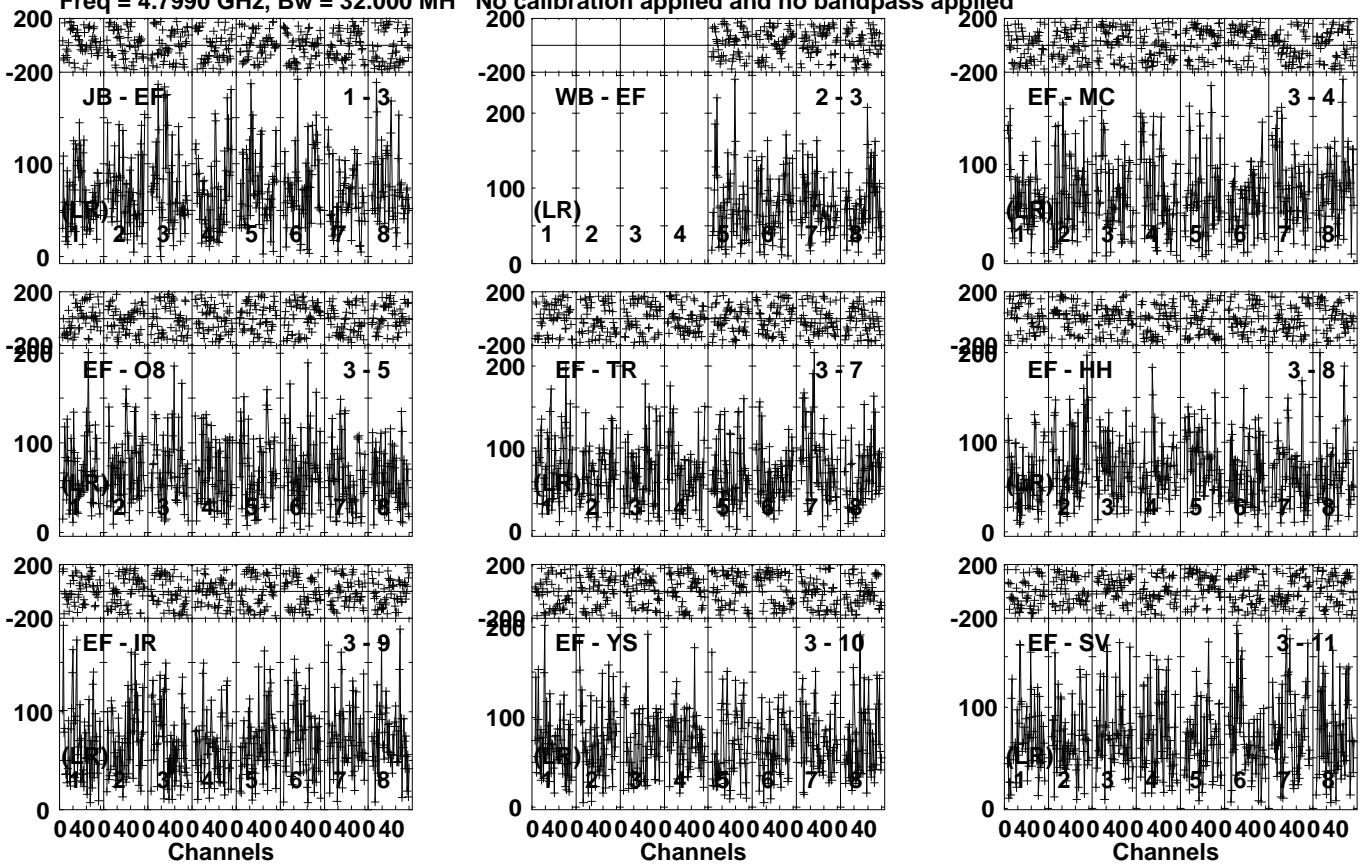 Freq = 4.7990 GHz, Bw = 32.000 MH No calibration applied and no bandpass applied
200
-200
JB - EF 1 - 3
100
0
(LR)
1 2 3 4 5 6 7 8
200
-200
WB - EF 2 - 3
200
100
0
(LR)
1 2 3 4 5 6 7 8
200
-200
EF - MC 3 - 4
100
0
(LR)
1 2 3 4 5 6 7 8
200
-200
200
EF - O8 3 - 5
100
0
(LR)
1 2 3 4 5 6 7 8
200
-200
200
EF - TR 3 - 7
100
0
(LR)
1 2 3 4 5 6 7 8
200
-200
200
EF - HH 3 - 8
100
0
(LR)
1 2 3 4 5 6 7 8
200
-200
EF - IR 3 - 9
100
0
(LR)
1 2 3 4 5 6 7 8
0 40 0 40 0 40 0 40 0 40 0 40 0 40 0 40
Channels
200
-200
200
EF - YS 3 - 10
100
0
(LR)
1 2 3 4 5 6 7 8
0 40 0 40 0 40 0 40 0 40 0 40 0 40 0 40
Channels
200
-200
EF - SV 3 - 11
100
0
(LR)
1 2 3 4 5 6 7 8
0 40 0 40 0 40 0 40 0 40 0 40 0 40 0 40
Channels